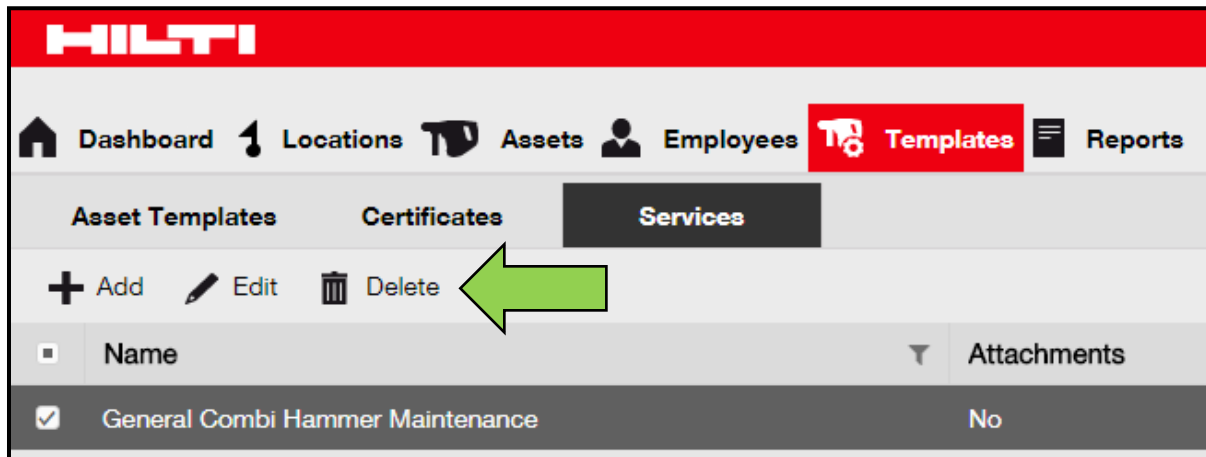 HILTI
Dashboard Locations Assets Employees Templates Reports
Asset Templates Certificates Services
Add Edit Delete
Name Attachments
General Combi Hammer Maintenance No